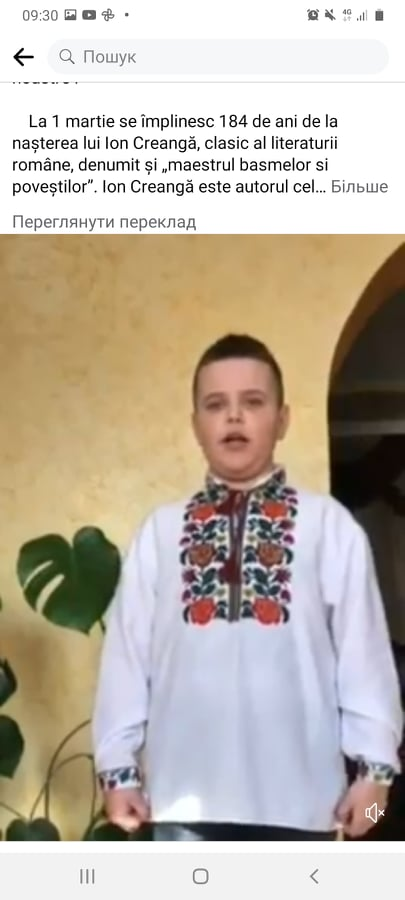 09:30
4G
Пошук
La 1 martie se împlinesc 184 de ani de la
nașterea lui Ion Creangă, clasic al literaturii
române, denumit și „maestrul basmelor si
poveștilor”. Ion Creangă este autorul cel... Більше
Переглянути переклад